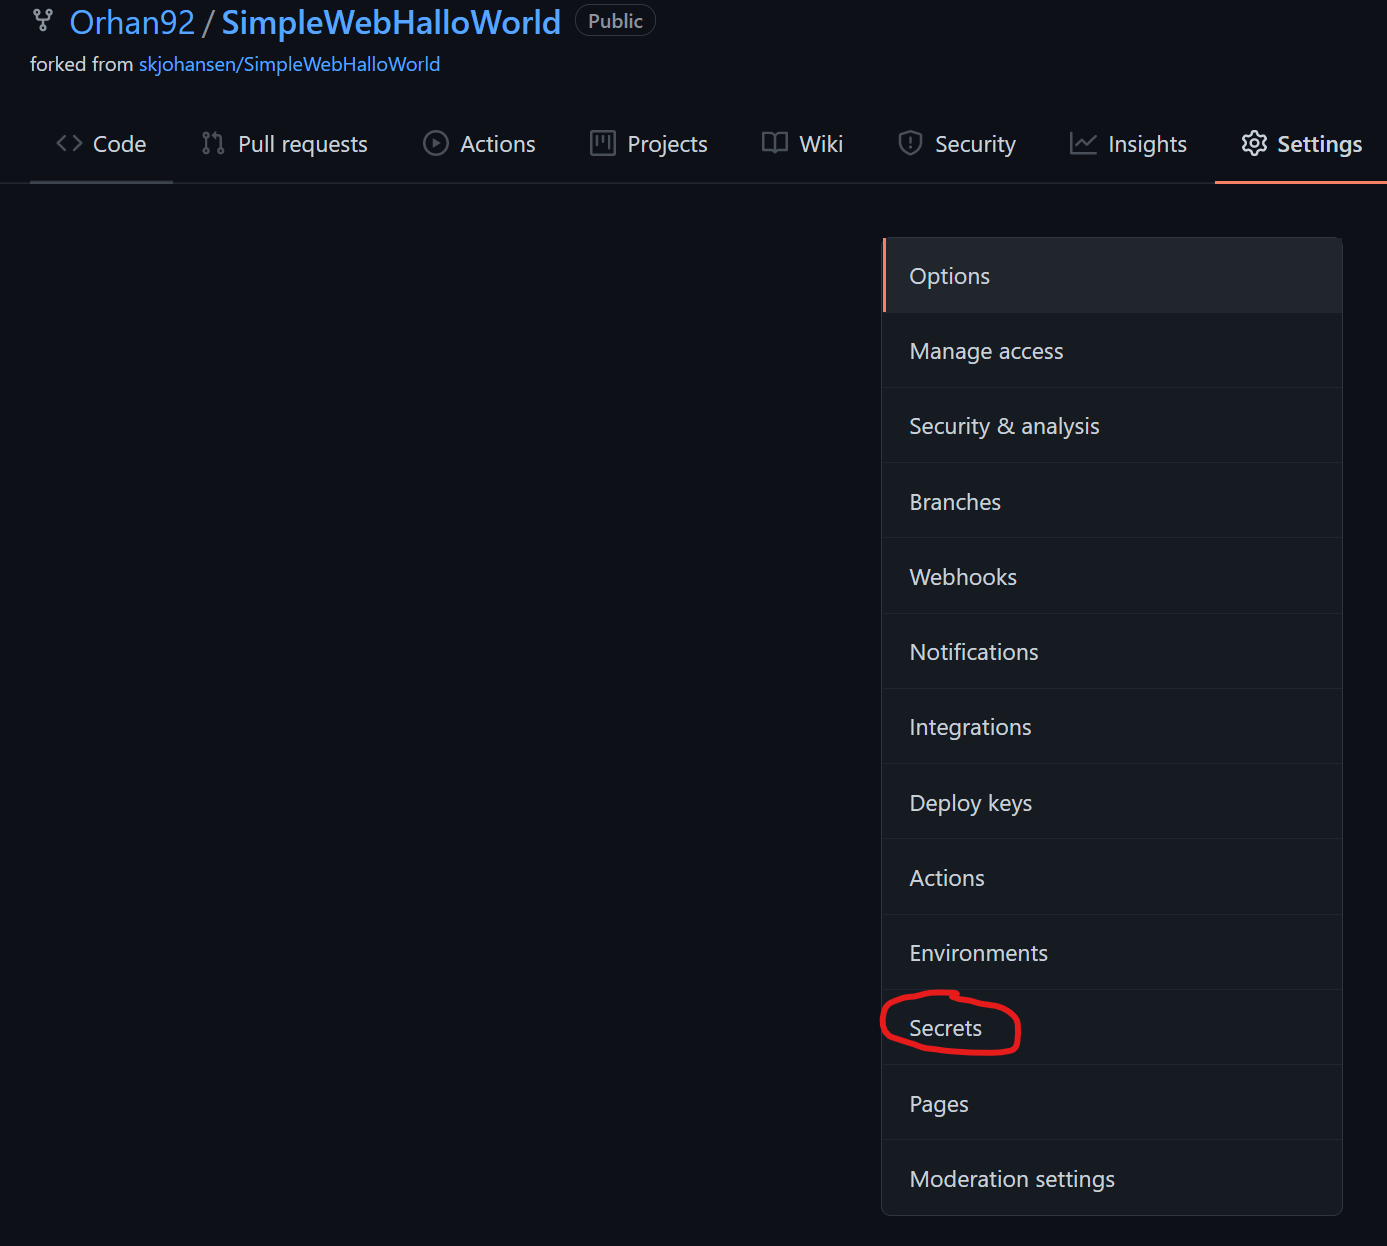 Orhan92 / SimpleWebHalloWorld Public
forked from skjohansen/SimpleWebHalloWorld
Code Pull requests Actions Projects Wiki Security Insights Settings
Options
Manage access
Security & analysis
Branches
Webhooks
Notifications
Integrations
Deploy keys
Actions
Environments
Secrets
Pages
Moderation settings